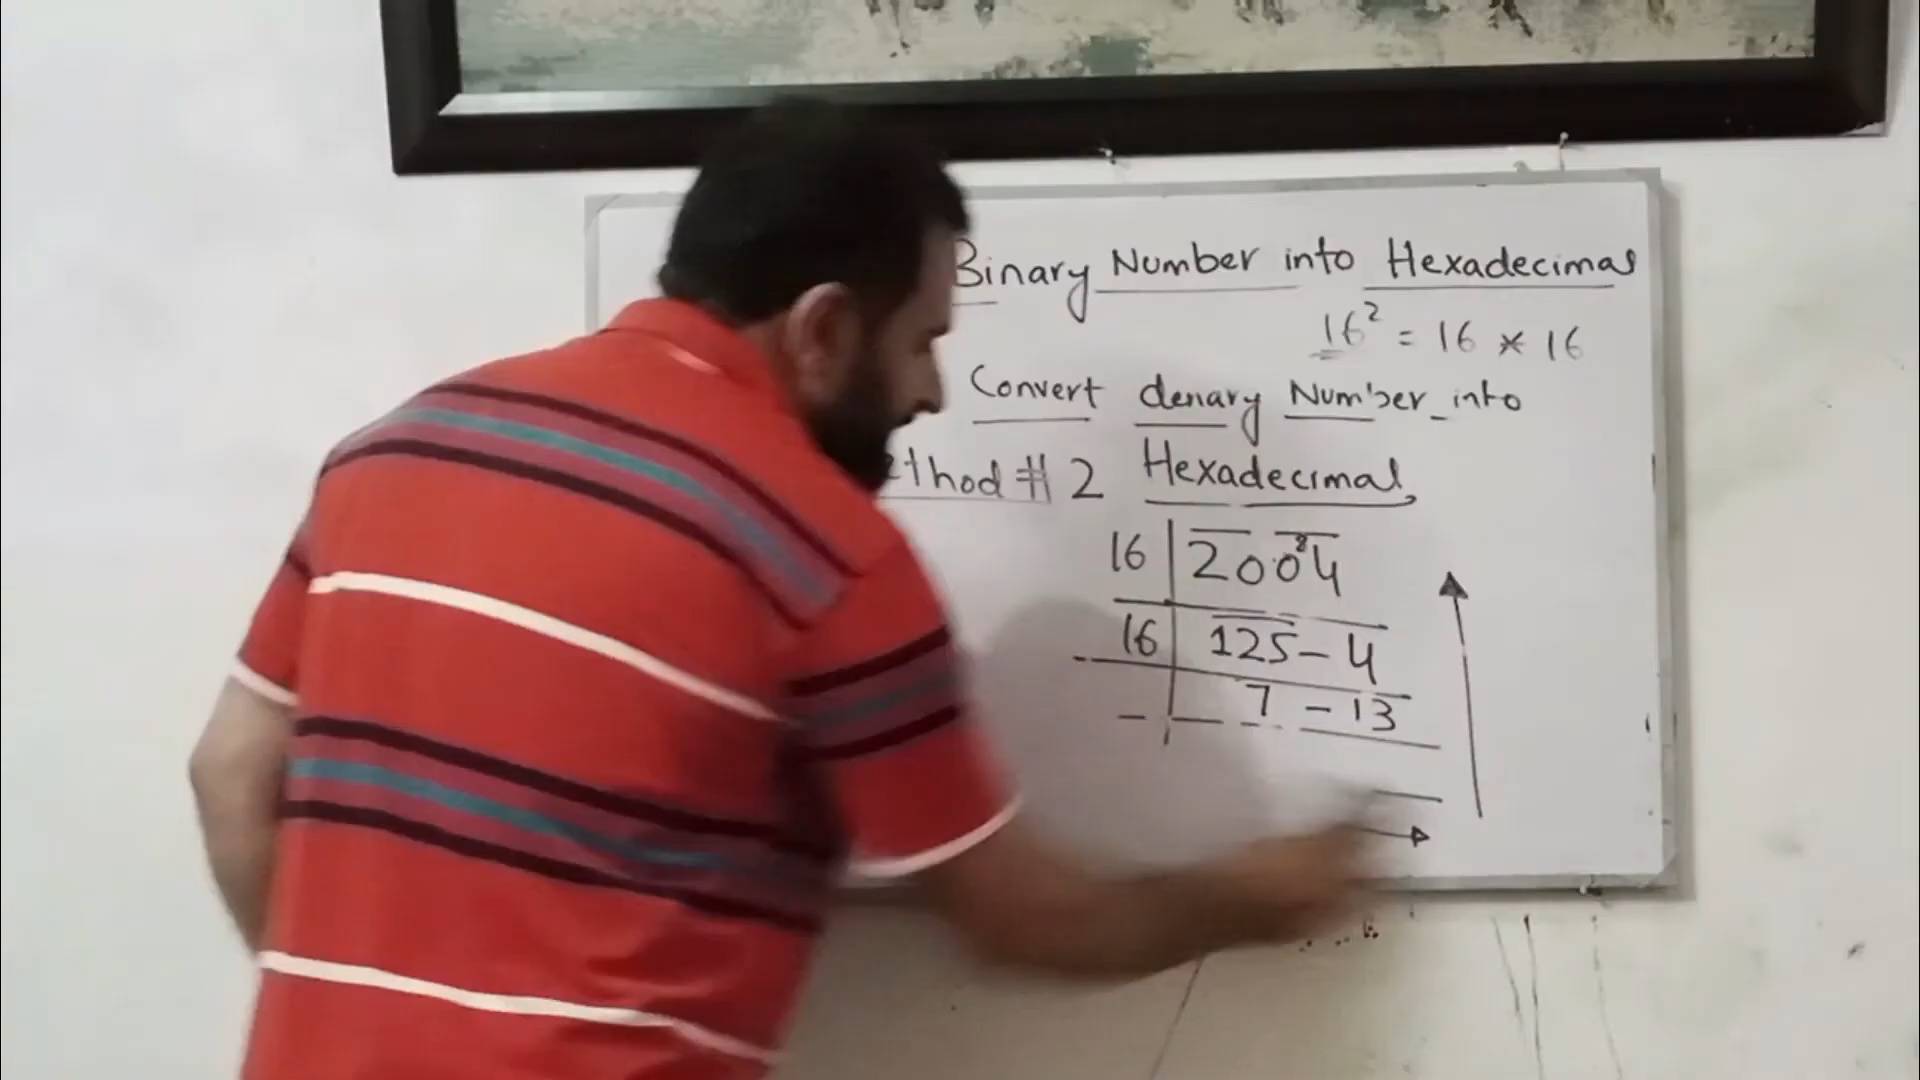 Binary Number into Hexadecimal
16² = 16 * 16
Convert denary Number into
Method # 2 Hexadecimal
16 2004
16 125 - 4
7 - 13